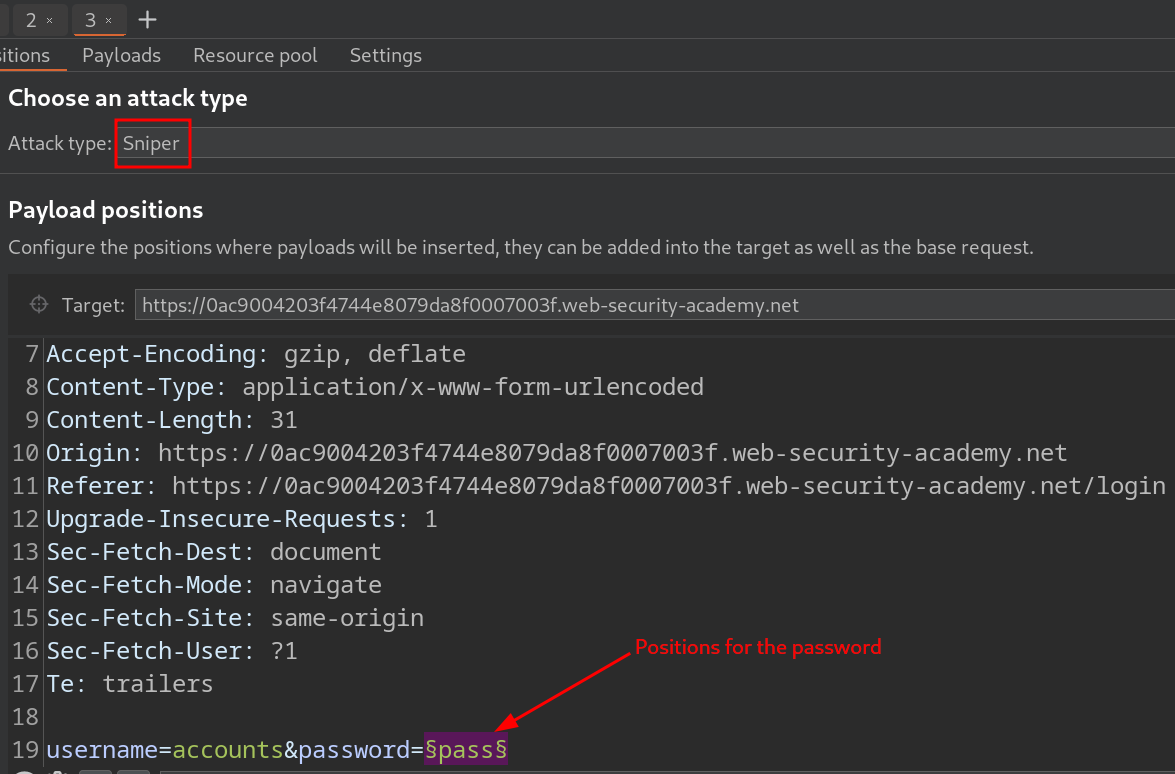 2 × 3 × +
itions Payloads Resource pool Settings
Choose an attack type
Attack type: Sniper
Payload positions
Configure the positions where payloads will be inserted, they can be added into the target as well as the base request.
Target: https://0ac9004203f4744e8079da8f0007003f.web-security-academy.net
7 Accept-Encoding: gzip, deflate
8 Content-Type: application/x-www-form-urlencoded
9 Content-Length: 31
10 Origin: https://0ac9004203f4744e8079da8f0007003f.web-security-academy.net
11 Referer: https://0ac9004203f4744e8079da8f0007003f.web-security-academy.net/login
12 Upgrade-Insecure-Requests: 1
13 Sec-Fetch-Dest: document
14 Sec-Fetch-Mode: navigate
15 Sec-Fetch-Site: same-origin
16 Sec-Fetch-User: ?1
Positions for the password
17 Te: trailers
18
19 username=accounts&password=§pass§